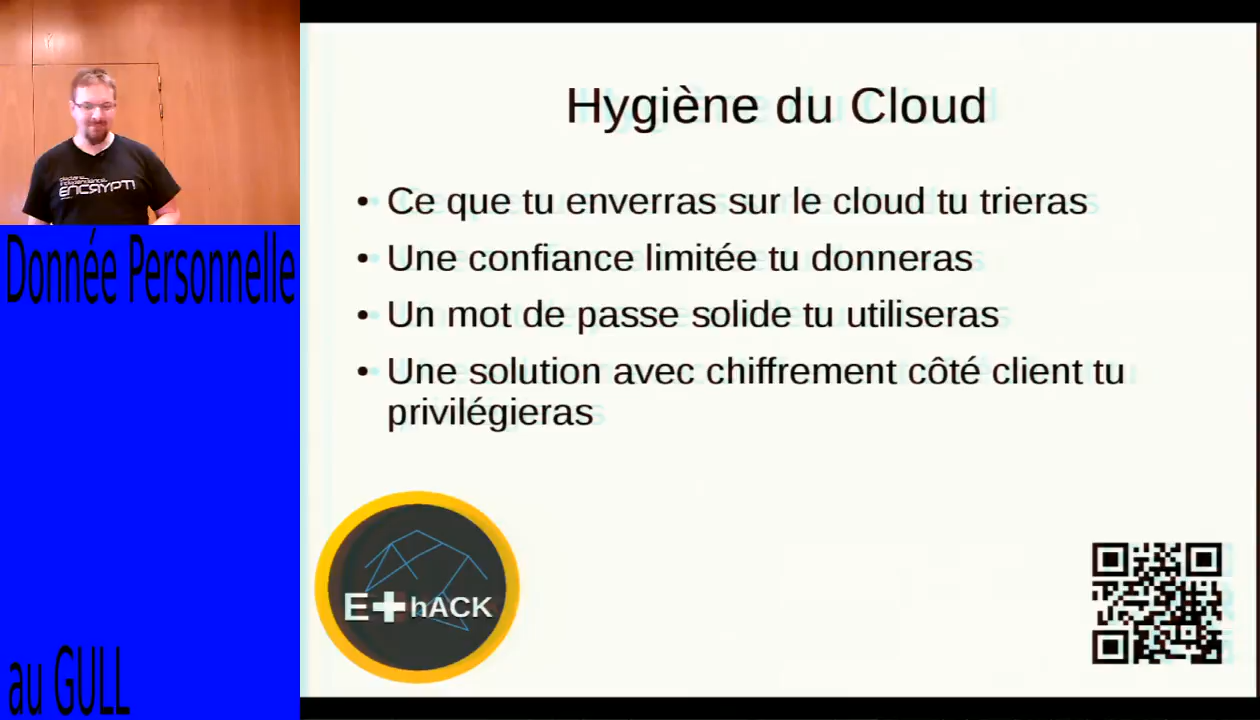 Hygiène du Cloud
• Ce que tu enverras sur le cloud tu trieras
• Une confiance limitée tu donneras
• Un mot de passe solide tu utiliseras
• Une solution avec chiffrement côté client tu
privilégieras
E+hACK
ENCRYPT!
Donnée Personnelle
au GULL